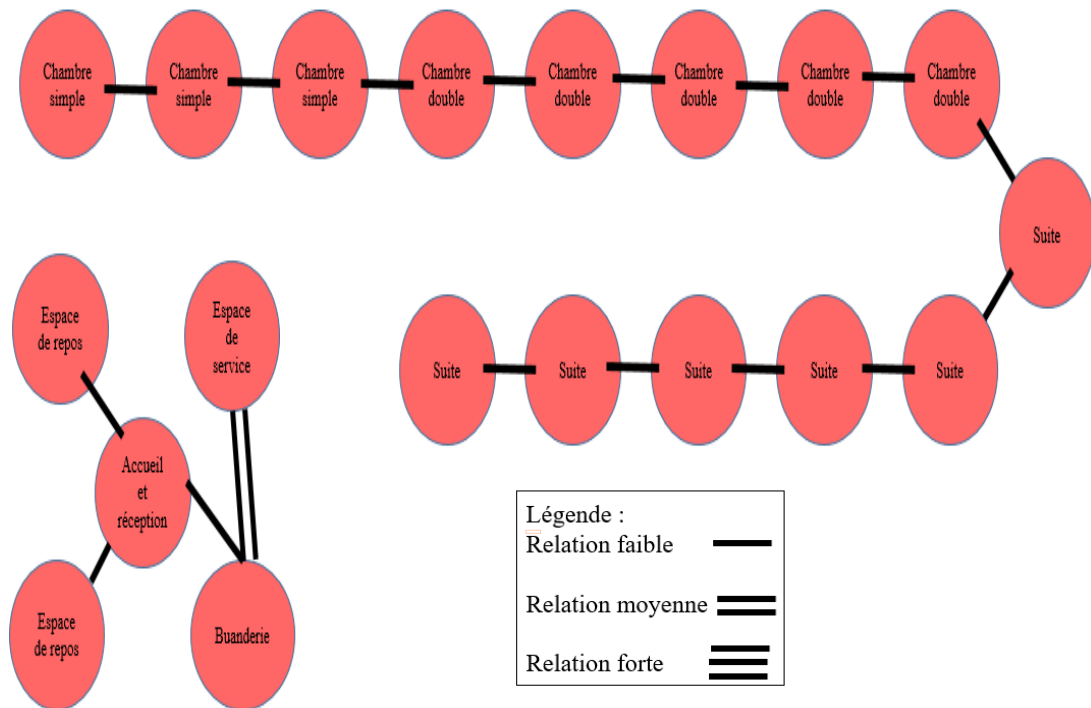 Chambre
simple
Chambre
simple
Chambre
simple
Chambre
double
Chambre
double
Chambre
double
Chambre
double
Chambre
double
Suite
Espace
de repos
Espace
de
service
Suite
Suite
Suite
Suite
Suite
Accueil
et
réception
Espace
de repos
Buanderie
Légende :
Relation faible
Relation moyenne
Relation forte